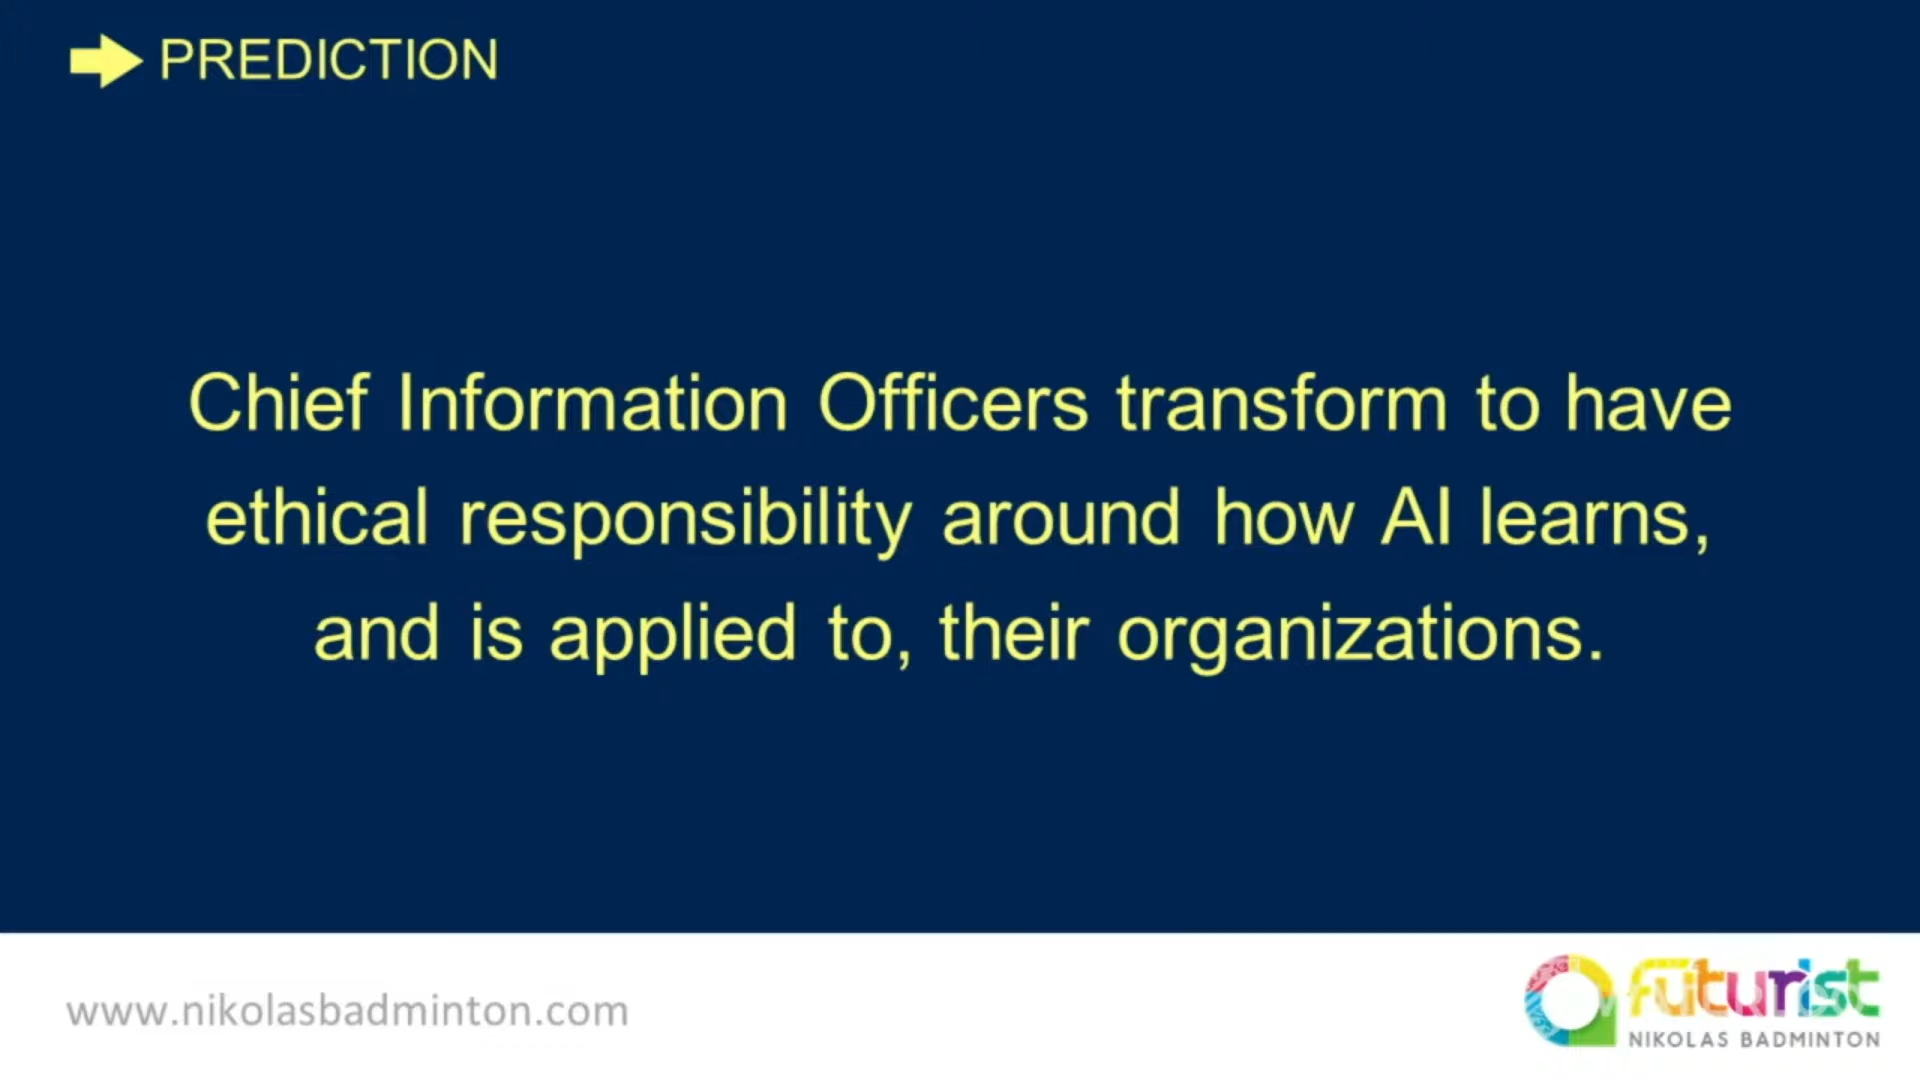 PREDICTION
Chief Information Officers transform to have
ethical responsibility around how AI learns,
and is applied to, their organizations.
www.nikolasbadminton.com
futurist
NIKOLAS BADMINTON